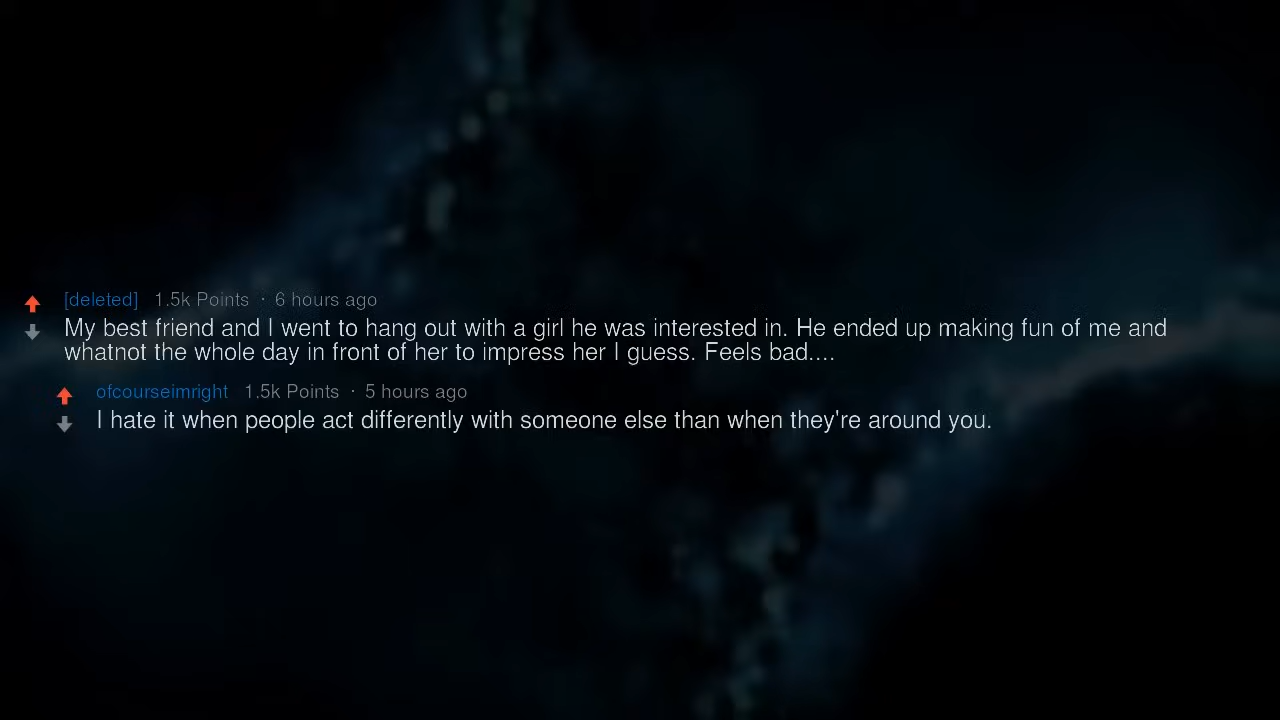 [deleted] 1.5k Points · 6 hours ago
My best friend and I went to hang out with a girl he was interested in. He ended up making fun of me and
whatnot the whole day in front of her to impress her I guess. Feels bad....
ofcourseimright 1.5k Points · 5 hours ago
I hate it when people act differently with someone else than when they're around you.